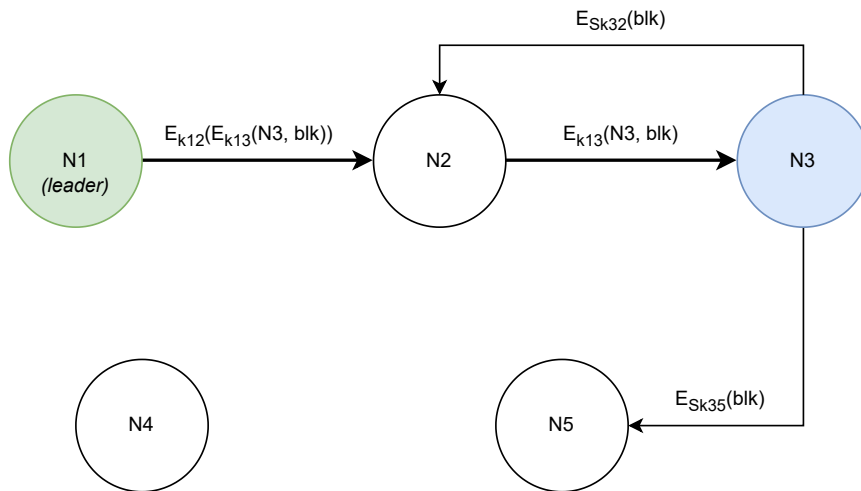 E_Sk32(blk)
E_k12(E_k13(N3, blk))
E_k13(N3, blk)
N1
(leader)
N2
N3
E_Sk35(blk)
N4
N5